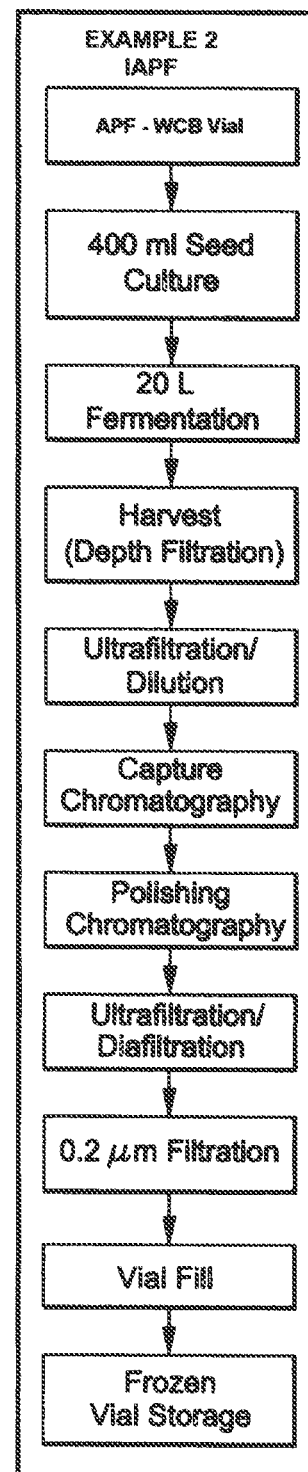 EXAMPLE 2
IAPF
APF - WCB Vial
400 ml Seed
Culture
20 L
Fermentation
Harvest
(Depth Filtration)
Ultrafiltration/
Dilution
Capture
Chromatography
Polishing
Chromatography
Ultrafiltration/
Diafiltration
0.2 μm Filtration
Vial Fill
Frozen
Vial Storage